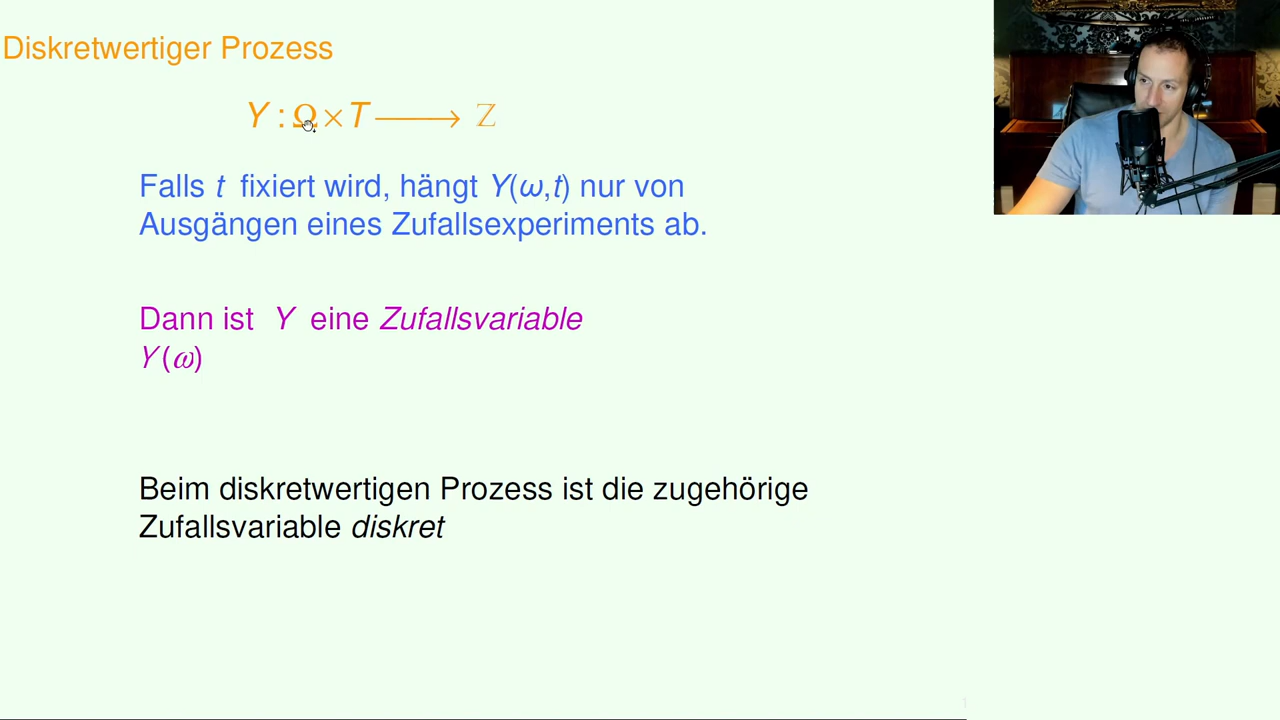 Diskretwertiger Prozess
Y : Ω × T ⟶ ℤ
Falls t fixiert wird, hängt Y(ω,t) nur von
Ausgängen eines Zufallsexperiments ab.
Dann ist Y eine Zufallsvariable
Y(ω)
Beim diskretwertigen Prozess ist die zugehörige
Zufallsvariable diskret
1